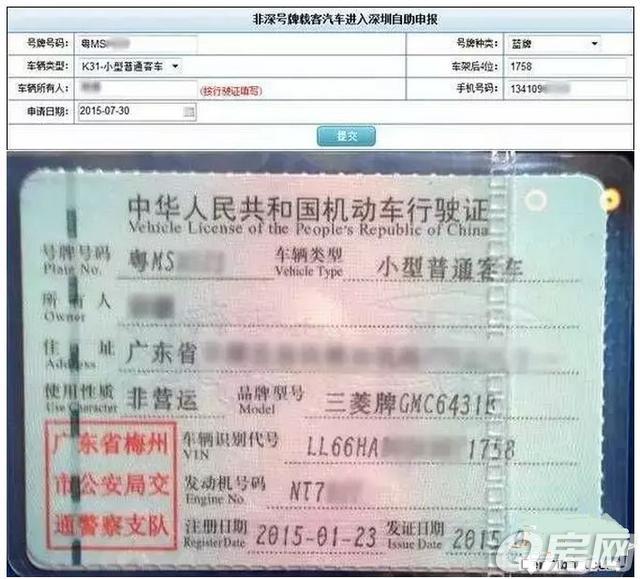 非深号牌载客汽车进入深圳自助申报
号牌号码: 粤MS 号牌种类: 蓝牌
车辆类型: K31-小型普通客车 车架后4位: 1758
车辆所有人: (按行驶证填写) 手机号码: 134109
申请日期: 2015-07-30
提交
中华人民共和国机动车行驶证
Vehicle License of the People's Republic of China
号牌号码 粤MS 车辆类型 小型普通客车
Plate No. Vehicle Type
所有人
Owner
住址 广东省
Address
使用性质 非营运 品牌型号 三菱牌GMC6431B
Use Character Model
广东省梅州
市公安局交
通警察支队
车辆识别代号 LL66HA 1758
VIN
发动机号码 NT7
Engine No.
注册日期 2015-01-23 发证日期 2015
Register Date Issue Date
房网